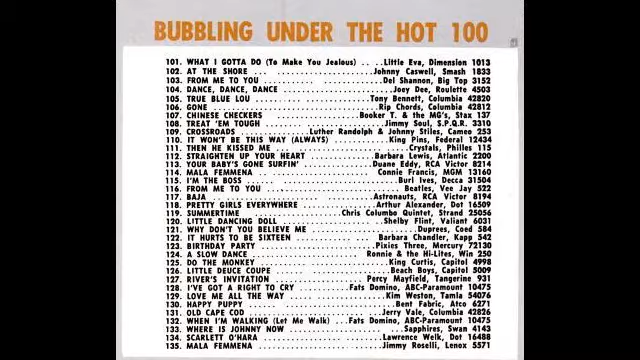 BUBBLING UNDER THE HOT 100
101. WHAT I GOTTA DO (To Make You Jealous) .. ..Little Eva, Dimension 1013
102. AT THE SHORE ... ................Johnny Caswell, Smash 1833
103. FROM ME TO YOU ................Del Shannon, Big Top 3152
104. DANCE, DANCE, DANCE ................Joey Dee, Roulette 4503
105. TRUE BLUE LOU ................Tony Bennett, Columbia 42820
106. GONE ................Rip Chords, Columbia 42812
107. CHINESE CHECKERS ................Booker T. & the MG's, Stax 137
108. TREAT 'EM TOUGH ................Jimmy Soul, S.P.Q.R. 3310
109. CROSSROADS ................Luther Randolph & Johnny Stiles, Cameo 253
110. IT WON'T BE THIS WAY (ALWAYS) ................King Pins, Federal 12434
111. THEN HE KISSED ME ................Crystals, Philles 115
112. STRAIGHTEN UP YOUR HEART ................Barbara Lewis, Atlantic 2200
113. YOUR BABY'S GONE SURFIN' ................Duane Eddy, RCA Victor 8214
114. MALA FEMMENA ................Connie Francis, MGM 13160
115. I'M THE BOSS ................Burl Ives, Decca 31504
116. FROM ME TO YOU ................Beatles, Vee Jay 522
117. BAJA ................Astronauts, RCA Victor 8194
118. PRETTY GIRLS EVERYWHERE ................Arthur Alexander, Dot 16509
119. SUMMERTIME ................Chris Columbo Quintet, Strand 25056
120. LITTLE DANCING DOLL ................Shelby Flint, Valiant 6031
121. WHY DON'T YOU BELIEVE ME ................Duprees, Coed 584
122. IT HURTS TO BE SIXTEEN ................Barbara Chandler, Kapp 542
123. BIRTHDAY PARTY ................Pixies Three, Mercury 72130
124. A SLOW DANCE ................Ronnie & the Hi-Lites, Win 250
125. DO THE MONKEY ................King Curtis, Capitol 4998
126. LITTLE DEUCE COUPE ................Beach Boys, Capitol 5009
127. RIVER'S INVITATION ................Percy Mayfield, Tangerine 931
128. I'VE GOT A RIGHT TO CRY ................Fats Domino, ABC-Paramount 10475
129. LOVE ME ALL THE WAY ................Kim Weston, Tamla 54076
130. HAPPY PUPPY ................Bent Fabric, Atco 6271
131. OLD CAPE COD ................Jerry Vale, Columbia 42826
132. WHEN I'M WALKING (Let Me Walk) ..Fats Domino, ABC-Paramount 10475
133. WHERE IS JOHNNY NOW ................Sapphires, Swan 4143
134. SCARLETT O'HARA ................Lawrence Welk, Dot 16488
135. MALA FEMMENA ................Jimmy Roselli, Lenox 5571